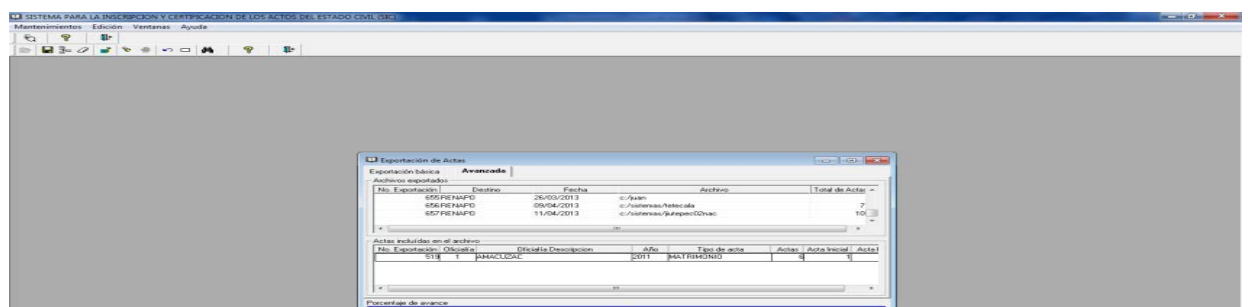 SISTEMA PARA LA INSCRIPCION Y CERTIFICACION DE LOS ACTOS DEL ESTADO CIVIL (SIC)
Mantenimientos Edición Ventanas Ayuda
Exportación de Actas
Exportación básica Avanzada
Archivos exportados
No. Exportación Destino Fecha Archivo Total de Actas
655 RENAPO 26/03/2013 c:/juan
656 RENAPO 09/04/2013 c:/sistemas/tetecala 7
657 RENAPO 11/04/2013 c:/sistemas/jiutepec02nac 10
Actas incluidas en el archivo
No. Exportación Oficialía Oficialía Descripcion Año Tipo de acta Actas Acta Inicial Acta
519 1 AMACUZAC 2011 MATRIMONIO 6 1
Porcentaje de avance